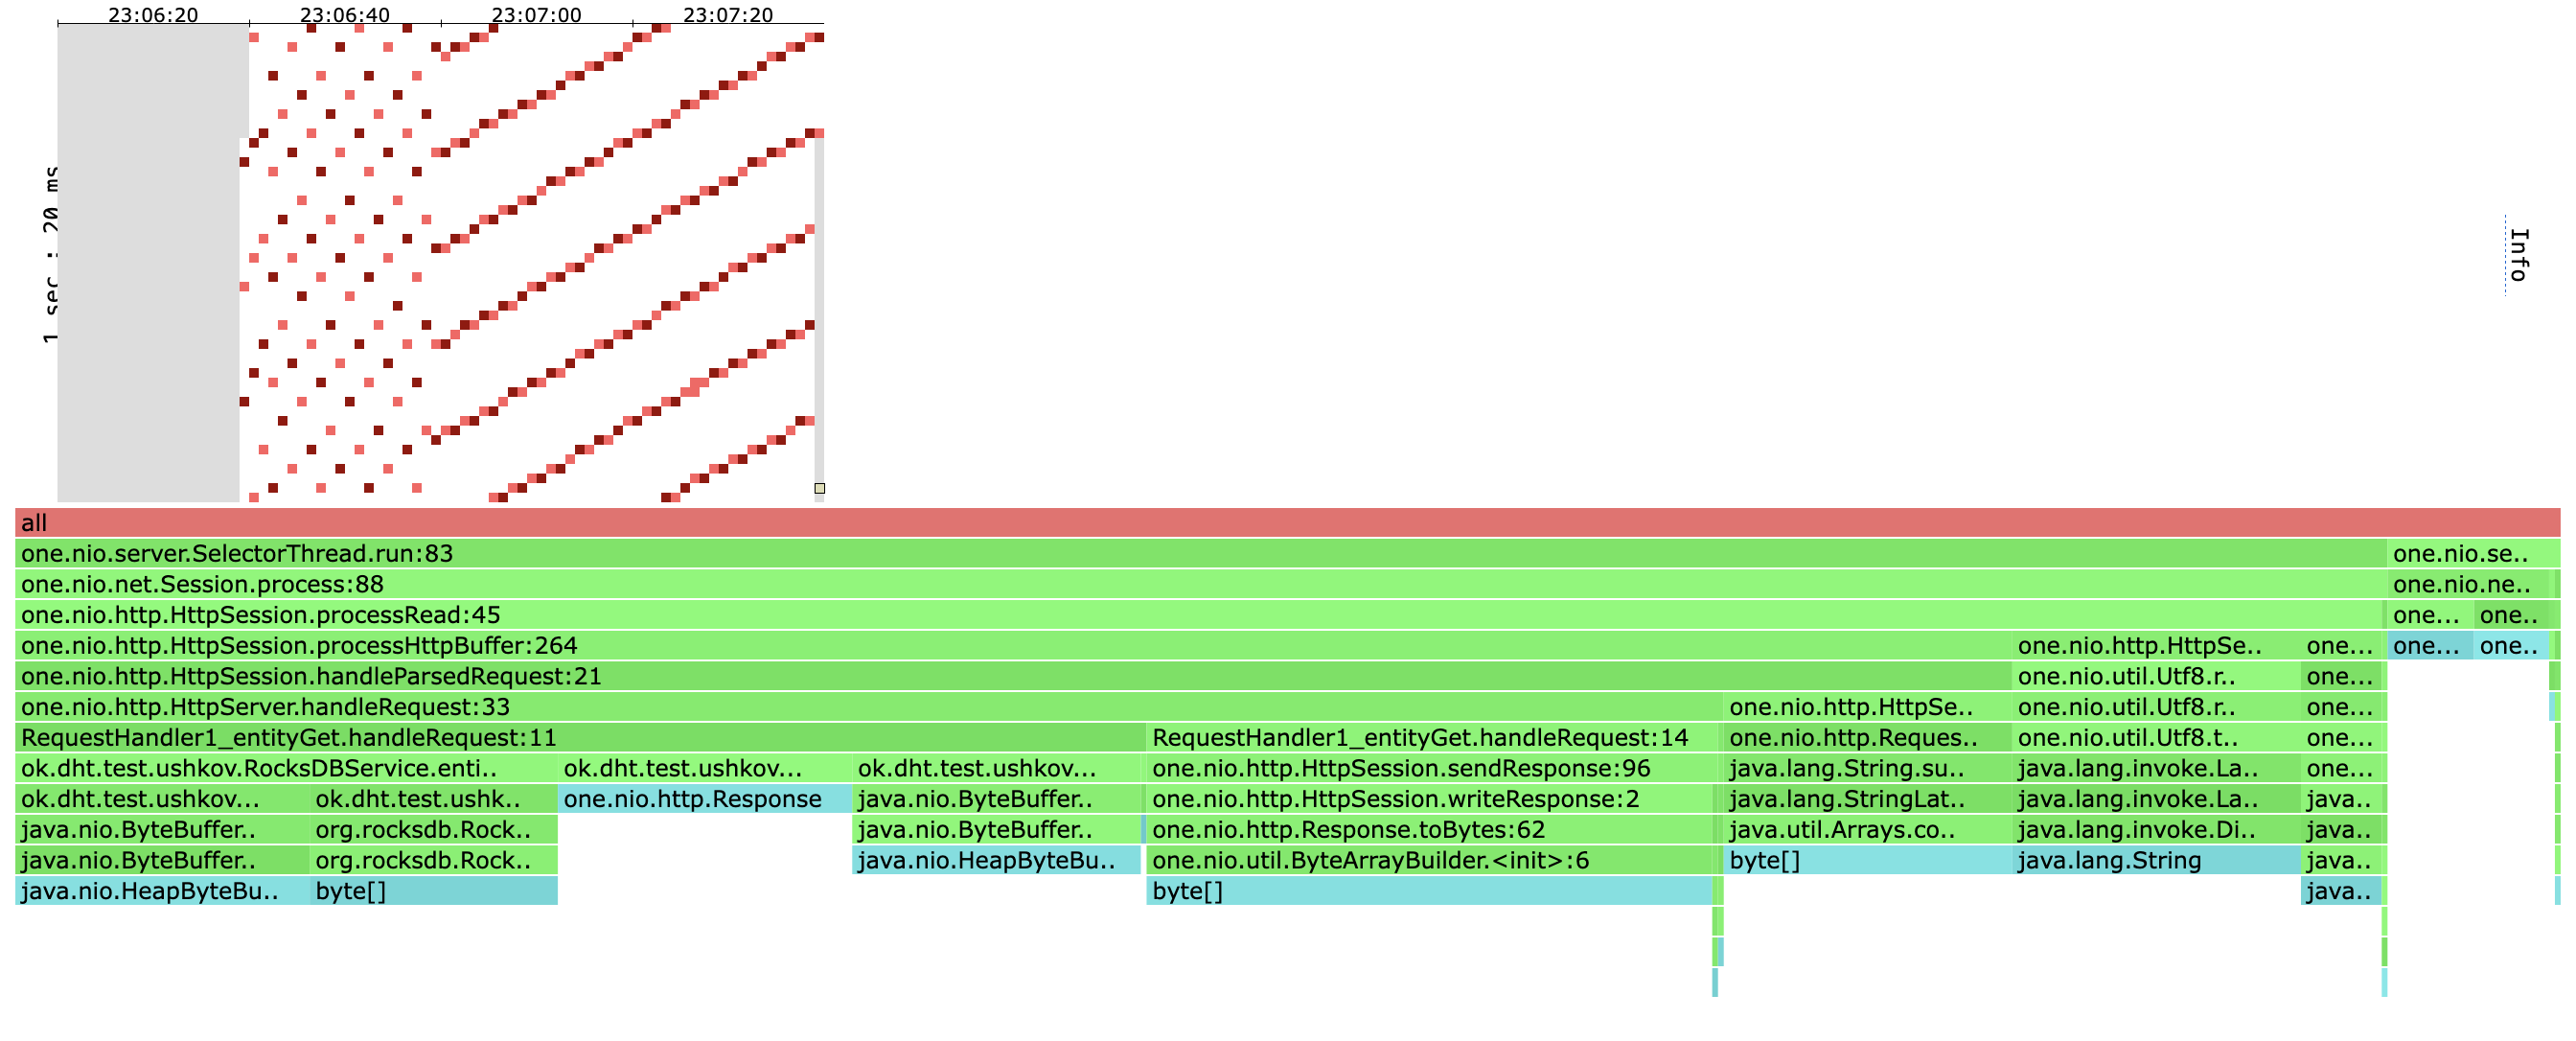 23:06:20 23:06:40 23:07:00 23:07:20
1 sec : 20 ms
Info
all
one.nio.server.SelectorThread.run:83 one.nio.se..
one.nio.net.Session.process:88 one.nio.ne..
one.nio.http.HttpSession.processRead:45 one... one..
one.nio.http.HttpSession.processHttpBuffer:264 one.nio.http.HttpSe.. one... one... one..
one.nio.http.HttpSession.handleParsedRequest:21 one.nio.util.Utf8.r.. one...
one.nio.http.HttpServer.handleRequest:33 one.nio.http.HttpSe.. one.nio.util.Utf8.r.. one...
RequestHandler1_entityGet.handleRequest:11 RequestHandler1_entityGet.handleRequest:14 one.nio.http.Reques.. one.nio.util.Utf8.t.. one...
ok.dht.test.ushkov.RocksDBService.enti.. ok.dht.test.ushkov... ok.dht.test.ushkov... one.nio.http.HttpSession.sendResponse:96 java.lang.String.su.. java.lang.invoke.La.. one...
ok.dht.test.ushkov... ok.dht.test.ushk.. one.nio.http.Response java.nio.ByteBuffer.. one.nio.http.HttpSession.writeResponse:2 java.lang.StringLat.. java.lang.invoke.La.. java..
java.nio.ByteBuffer.. org.rocksdb.Rock.. java.nio.ByteBuffer.. one.nio.http.Response.toBytes:62 java.util.Arrays.co.. java.lang.invoke.Di.. java..
java.nio.ByteBuffer.. org.rocksdb.Rock.. java.nio.HeapByteBu.. one.nio.util.ByteArrayBuilder.<init>:6 byte[] java.lang.String java..
java.nio.HeapByteBu.. byte[] byte[] java..